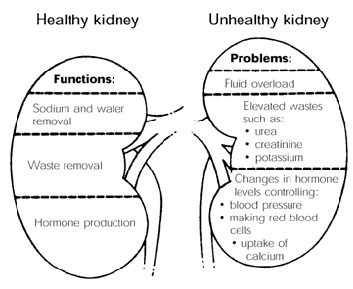 Healthy kidney
Functions:
Sodium and water
removal
Waste removal
Hormone production
Unhealthy kidney
Problems:
Fluid overload
Elevated wastes
such as:
• urea
• creatinine
• potassium
Changes in hormone
levels controlling:
• blood pressure
• making red blood
cells
• uptake of
calcium